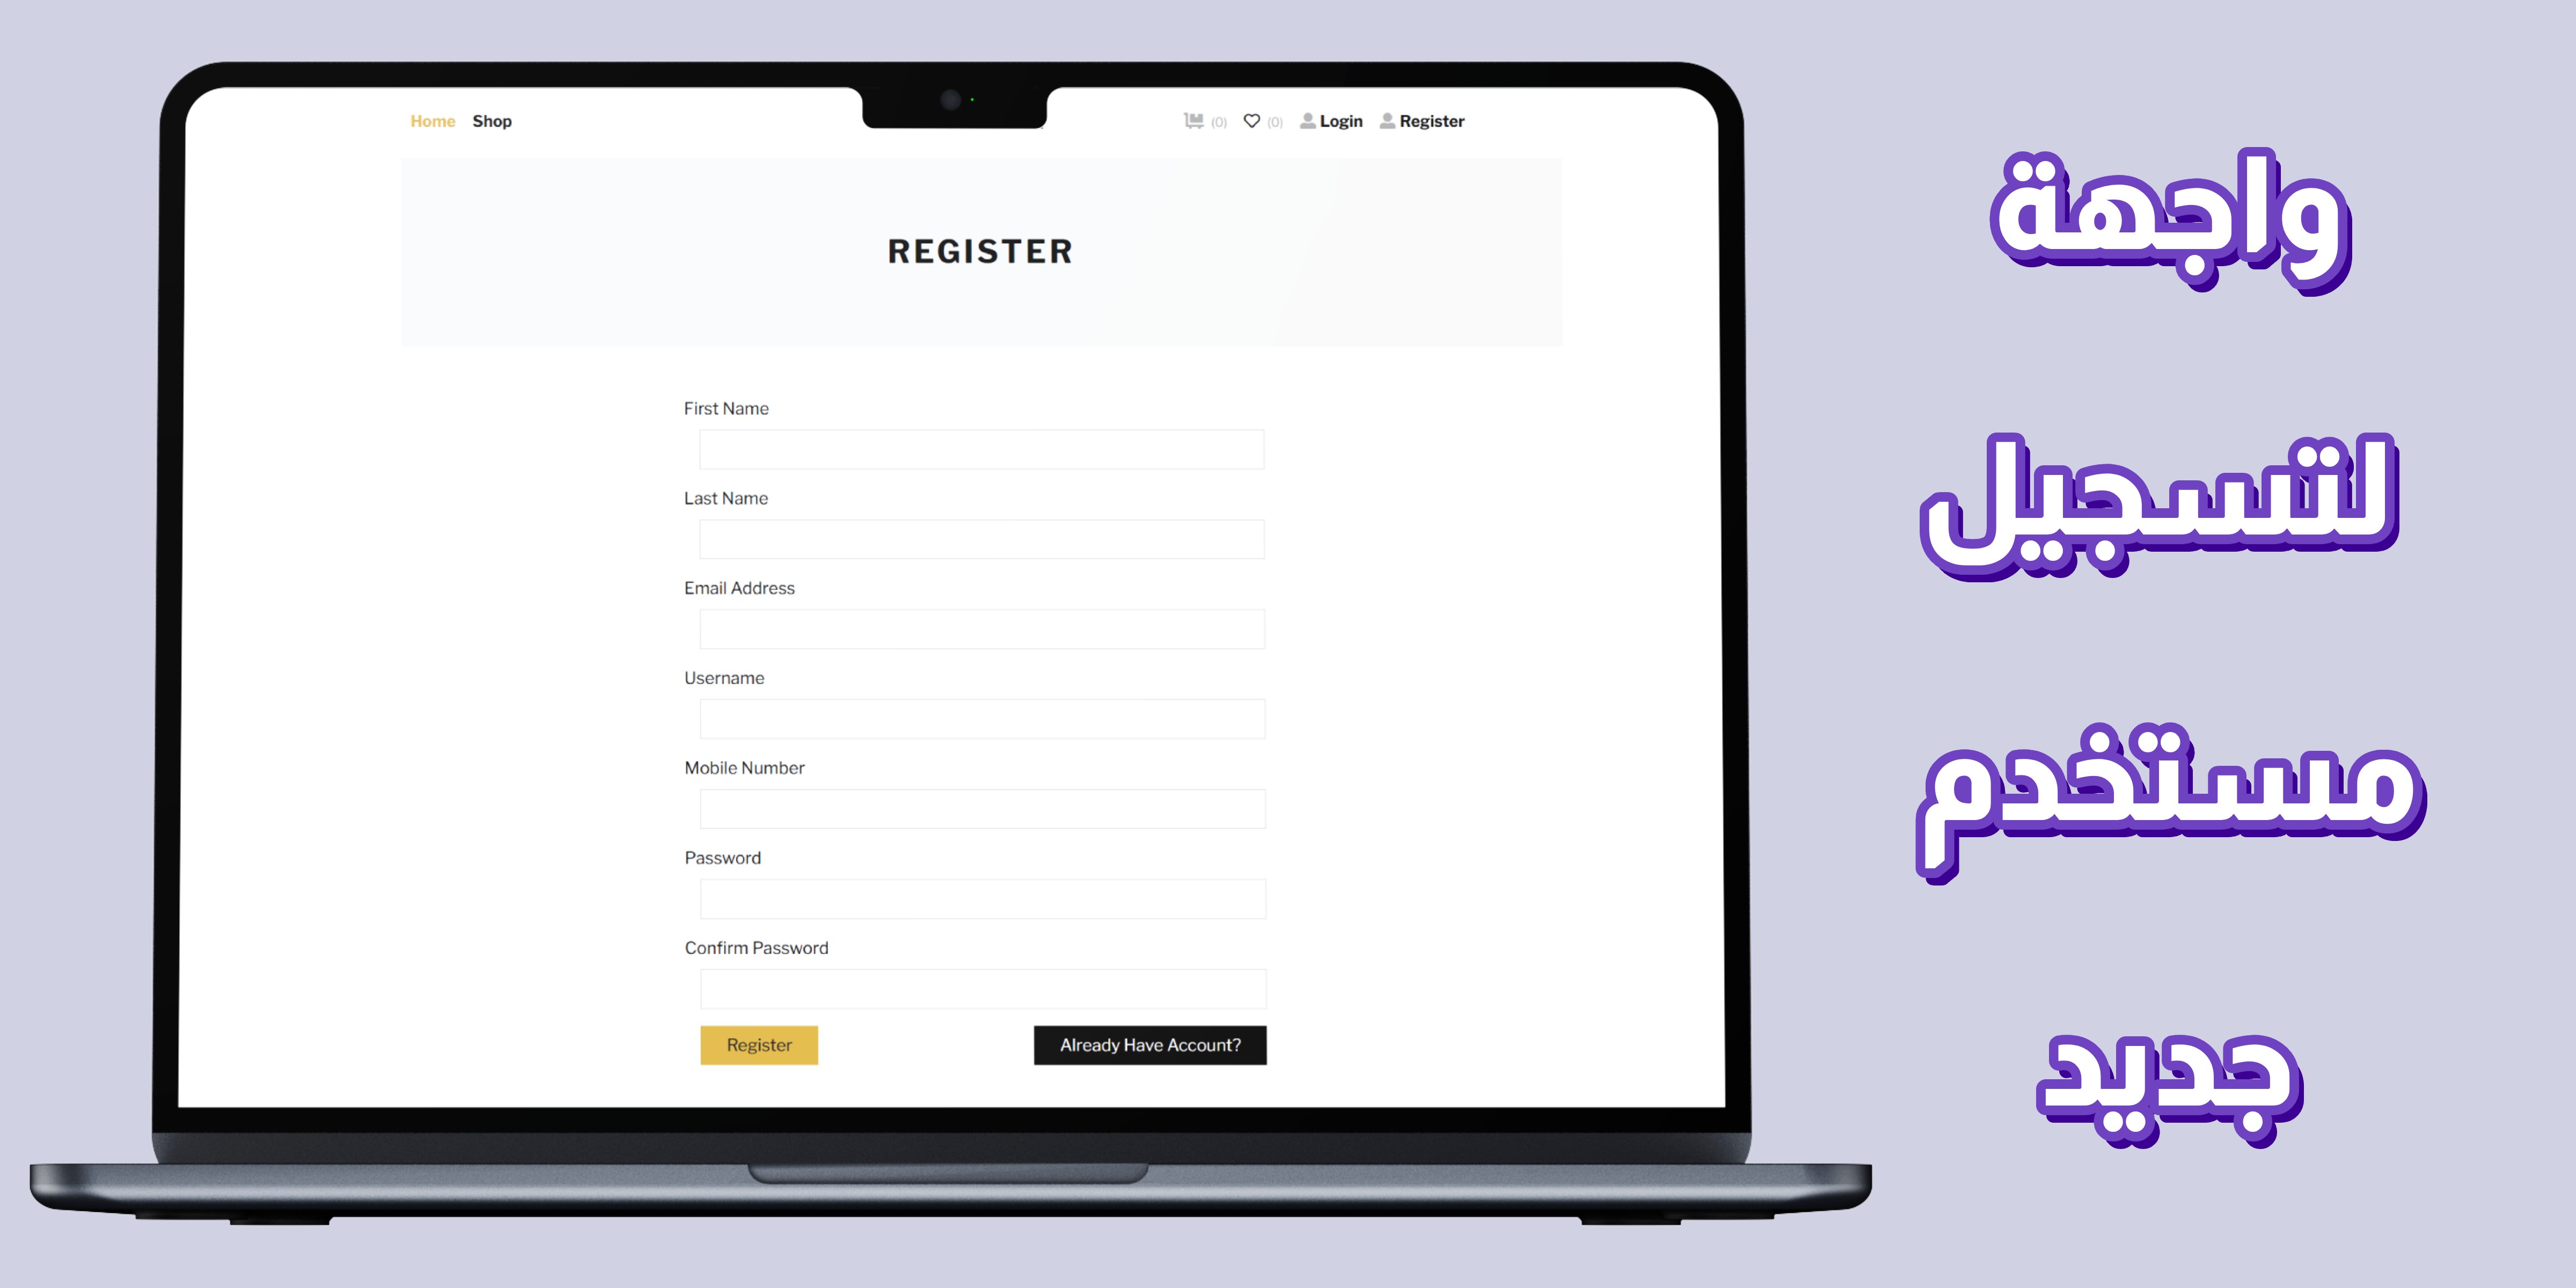 Home Shop (0) (0) Login Register
REGISTER
First Name
Last Name
Email Address
Username
Mobile Number
Password
Confirm Password
Register Already Have Account?
واجهة
لتسجيل
مستخدم
جديد